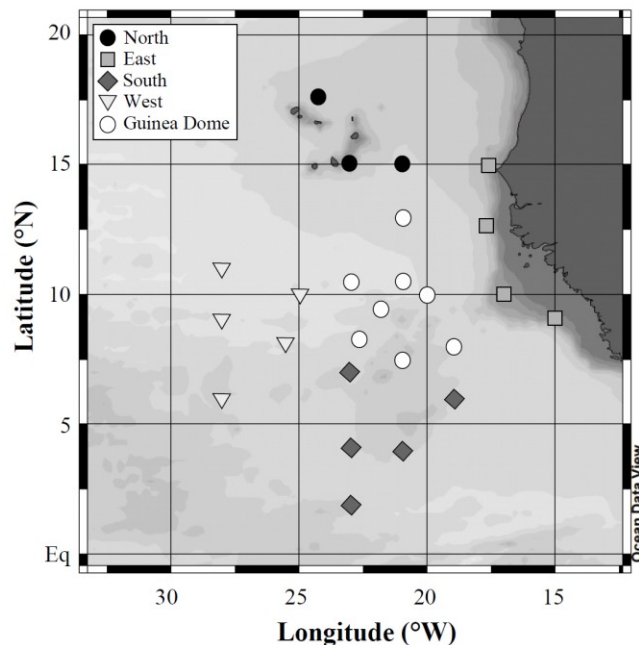 20
North
East
South
West
Guinea Dome
15
10
5
Eq
Latitude (°N)
30
25
20
15
Longitude (°W)
Ocean Data View